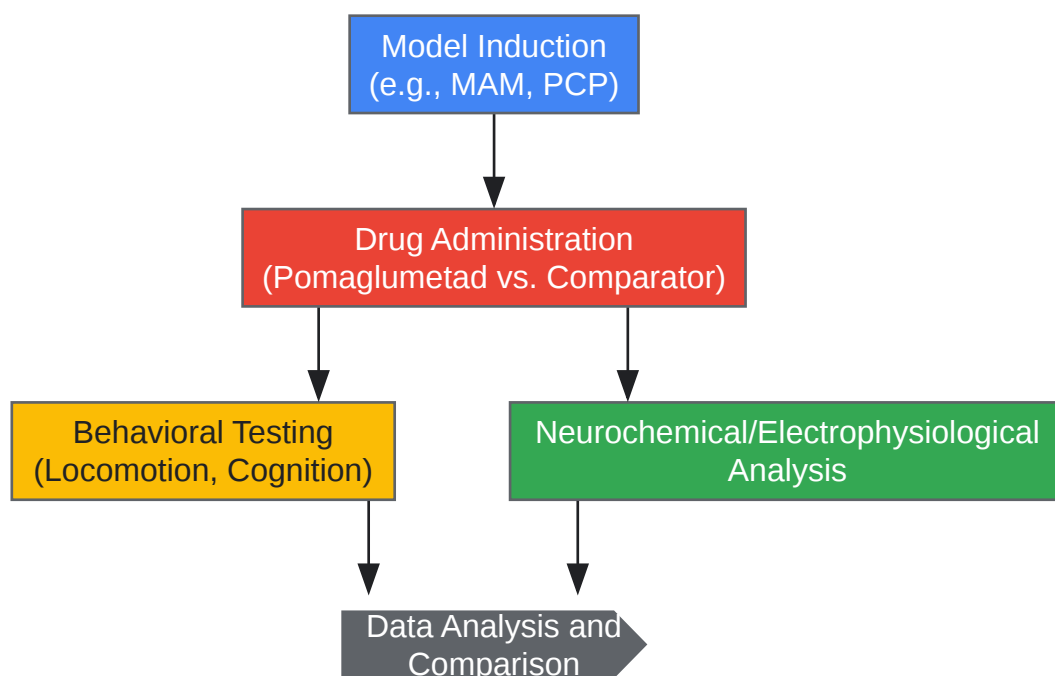 Model Induction
(e.g., MAM, PCP)
Drug Administration
(Pomaglumetad vs. Comparator)
Behavioral Testing
(Locomotion, Cognition)
Neurochemical/Electrophysiological
Analysis
Data Analysis and
Comparison